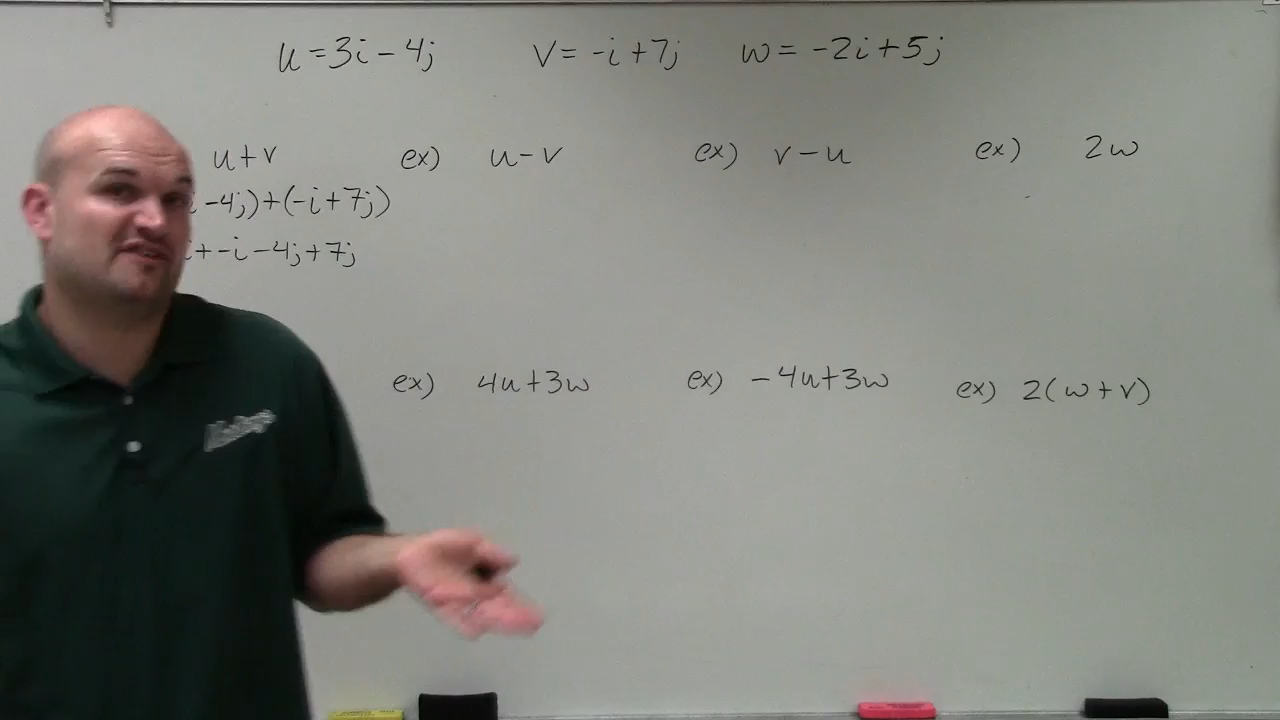 u = 3i - 4j    v = -i + 7j    w = -2i + 5j
u + v    ex) u - v    ex) v - u    ex) 2w
-4j) + (-i + 7j)
+ -i - 4j + 7j
ex) 4u + 3w    ex) -4u + 3w    ex) 2(w + v)